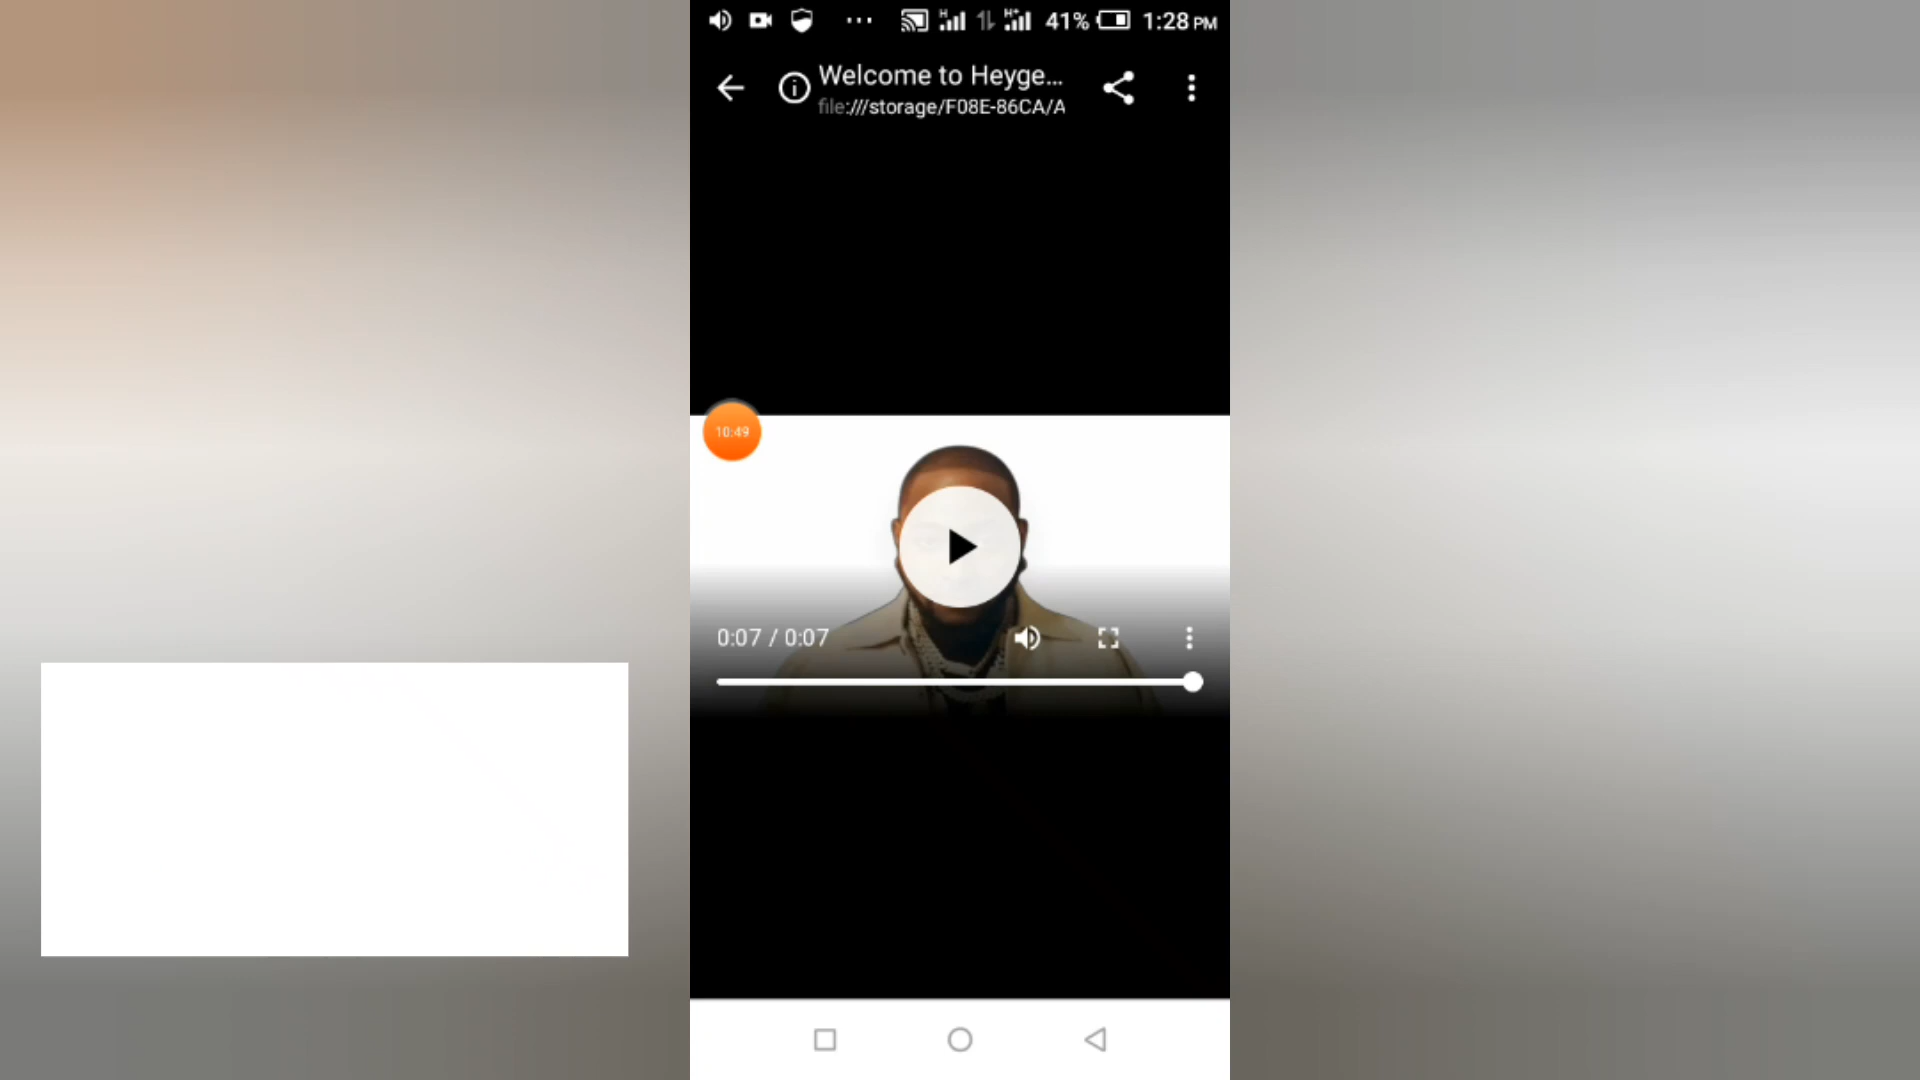 41% 1:28 PM
Welcome to Heyge...
file:///storage/F08E-86CA/A
10:49
0:07 / 0:07